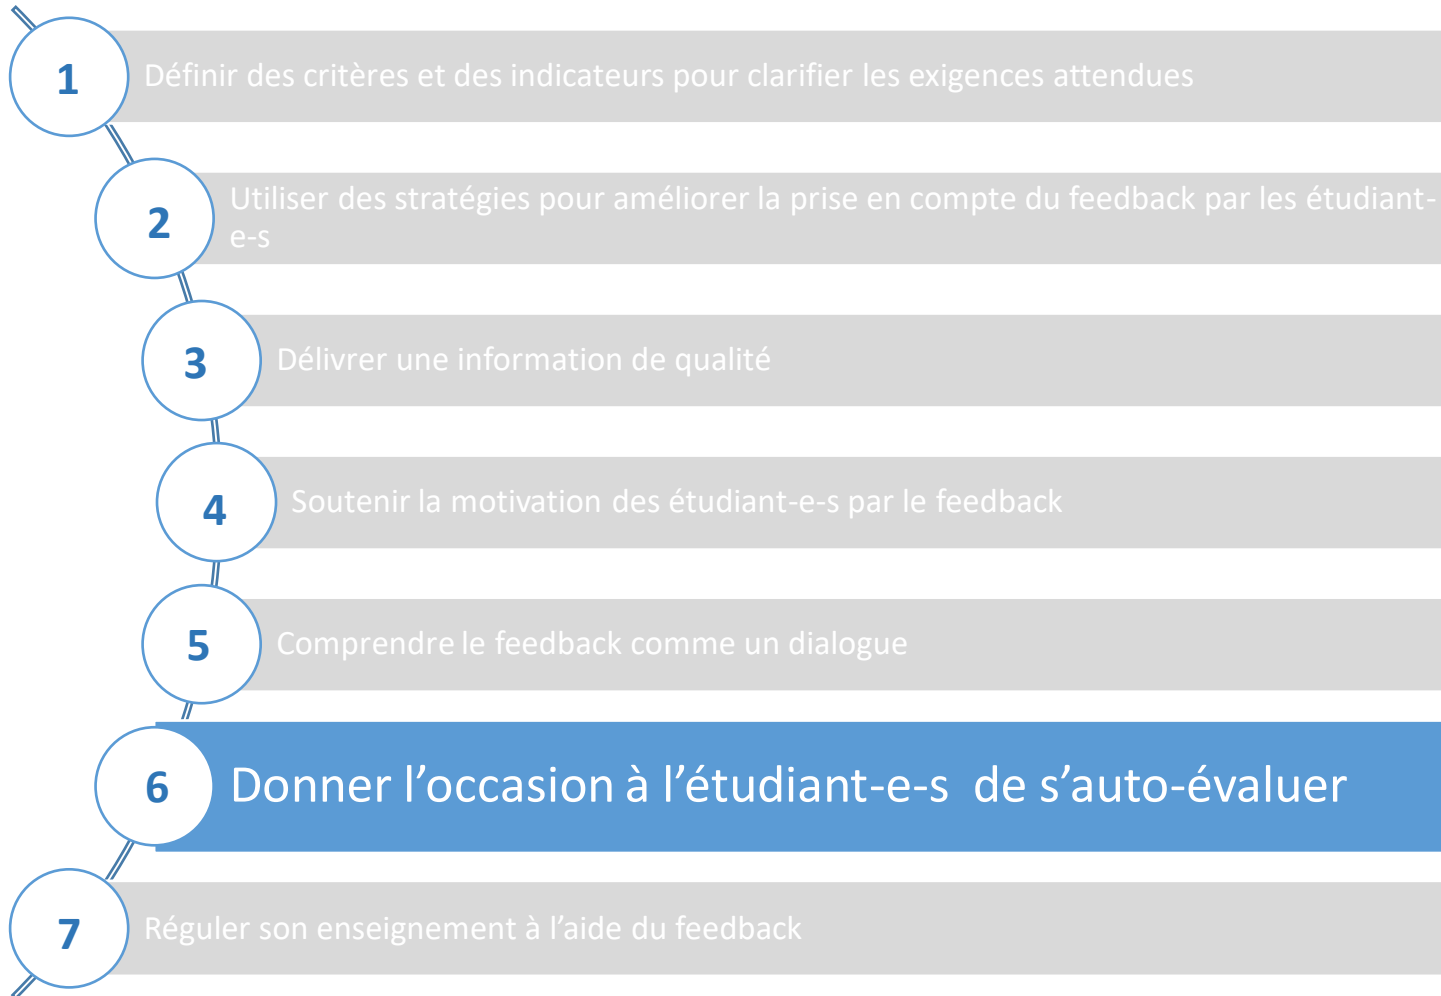 1
Définir des critères et des indicateurs pour clarifier les exigences attendues
2
Utiliser des stratégies pour améliorer la prise en compte du feedback par les étudiant-
e-s
3
Délivrer une information de qualité
4
Soutenir la motivation des étudiant-e-s par le feedback
5
Comprendre le feedback comme un dialogue
6
Donner l’occasion à l’étudiant-e-s  de s’auto-évaluer
7
Réguler son enseignement à l’aide du feedback